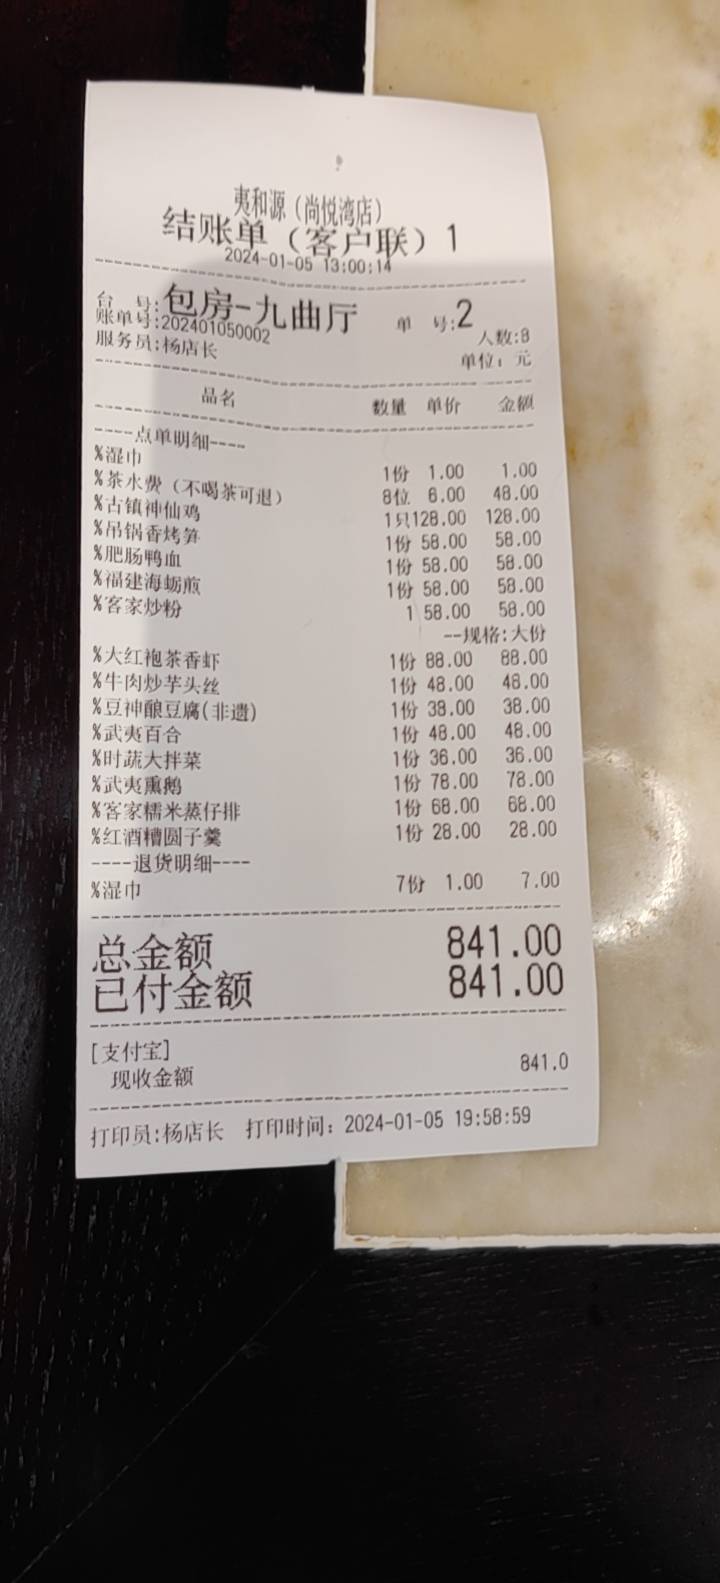 夷和源（尚悦湾店）
结账单（客户联）1
2024-01-05 13:00:14
台 号:包房-九曲厅 单 号:2
账单号:202401050002 人数:8
服务员:杨店长 单位：元
品名 数量 单价 金额
----点单明细----
%湿巾 1份 1.00 1.00
%茶水费（不喝茶可退） 8位 6.00 48.00
%古镇神仙鸡 1只128.00 128.00
%吊锅香烤笋 1份 58.00 58.00
%肥肠鸭血 1份 58.00 58.00
%福建海蛎煎 1份 58.00 58.00
%客家炒粉 1 58.00 58.00
--规格:大份
%大红袍茶香虾 1份 88.00 88.00
%牛肉炒芋头丝 1份 48.00 48.00
%豆神酿豆腐(非遗) 1份 38.00 38.00
%武夷百合 1份 48.00 48.00
%时蔬大拌菜 1份 36.00 36.00
%武夷熏鹅 1份 78.00 78.00
%客家糯米蒸仔排 1份 68.00 68.00
%红酒糟圆子羹 1份 28.00 28.00
----退货明细----
%湿巾 7份 1.00 7.00
总金额 841.00
已付金额 841.00
[支付宝]
现收金额 841.0
打印员:杨店长 打印时间：2024-01-05 19:58:59